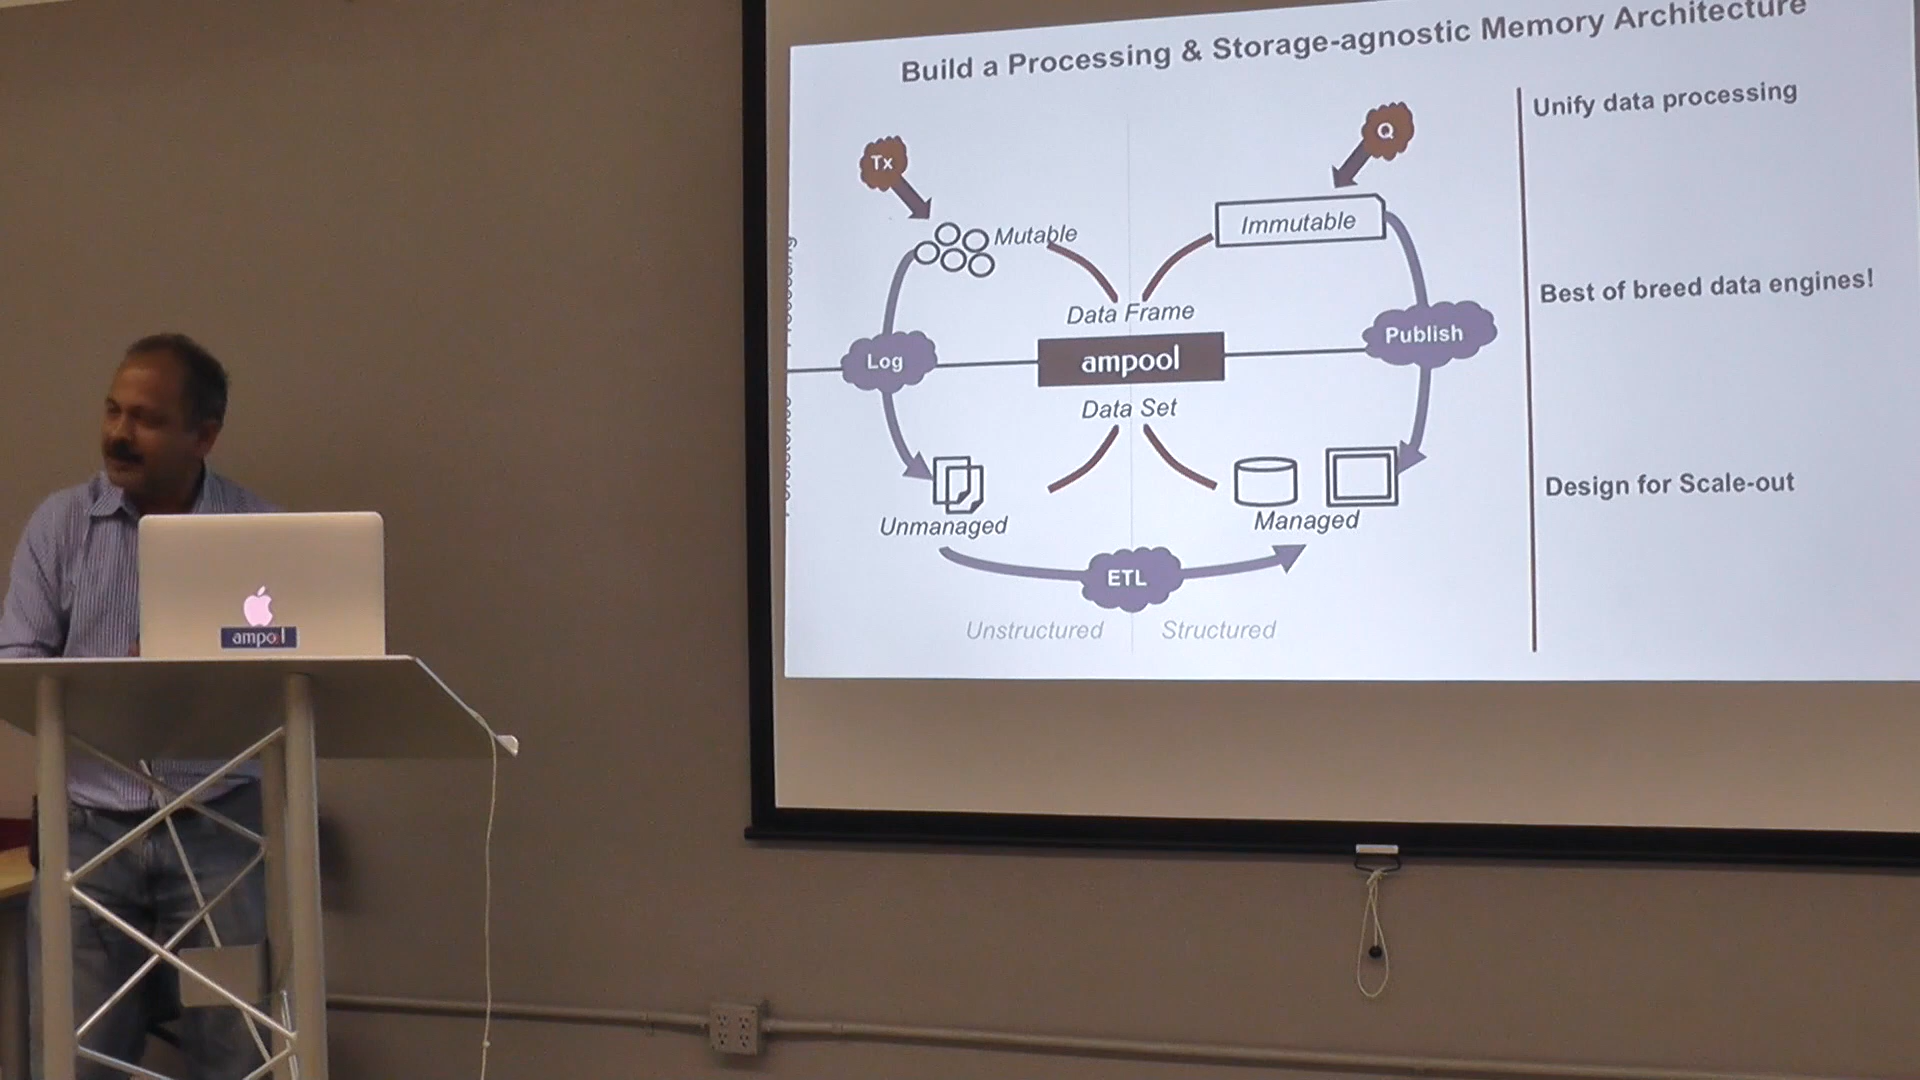 Build a Processing & Storage-agnostic Memory Architecture
Tx
Q
Mutable
Immutable
Data Frame
Log
ampool
Publish
Data Set
Unmanaged
Managed
ETL
Unstructured
Structured
Unify data processing
Best of breed data engines!
Design for Scale-out
ampool